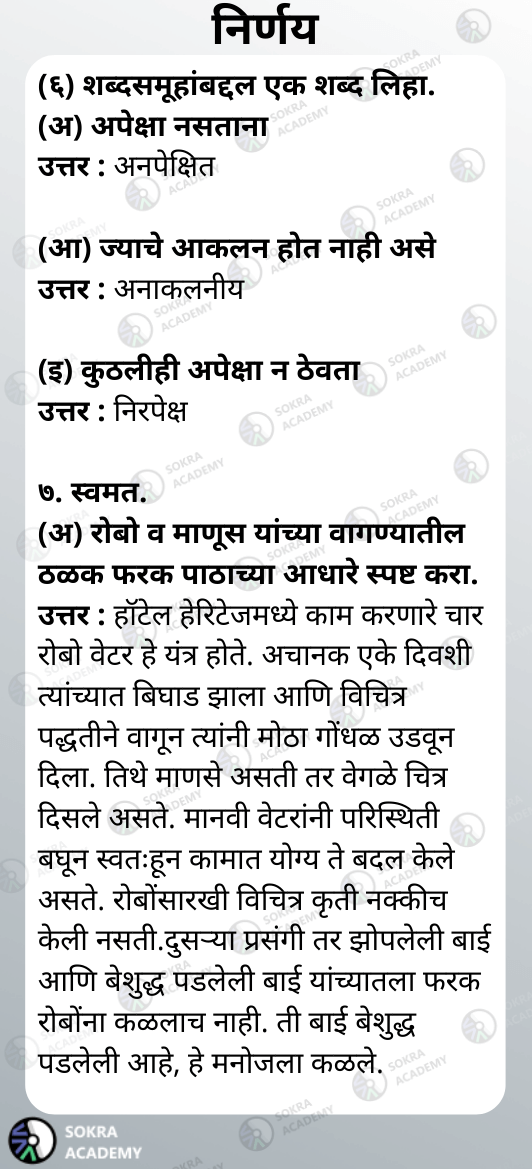 निर्णय
(६) शब्दसमूहांबद्दल एक शब्द लिहा.
(अ) अपेक्षा नसताना
उत्तर : अनपेक्षित
(आ) ज्याचे आकलन होत नाही असे
उत्तर : अनाकलनीय
(इ) कुठलीही अपेक्षा न ठेवता
उत्तर : निरपेक्ष
७. स्वमत.
(अ) रोबो व माणूस यांच्या वागण्यातील
ठळक फरक पाठाच्या आधारे स्पष्ट करा.
उत्तर : हॉटेल हेरिटेजमध्ये काम करणारे चार
रोबो वेटर हे यंत्र होते. अचानक एके दिवशी
त्यांच्यात बिघाड झाला आणि विचित्र
पद्धतीने वागून त्यांनी मोठा गोंधळ उडवून
दिला. तिथे माणसे असती तर वेगळे चित्र
दिसले असते. मानवी वेटरांनी परिस्थिती
बघून स्वतःहून कामात योग्य ते बदल केले
असते. रोबोंसारखी विचित्र कृती नक्कीच
केली नसती.दुसऱ्या प्रसंगी तर झोपलेली बाई
आणि बेशुद्ध पडलेली बाई यांच्यातला फरक
रोबोंना कळलाच नाही. ती बाई बेशुद्ध
पडलेली आहे, हे मनोजला कळले.
SOKRA
ACADEMY